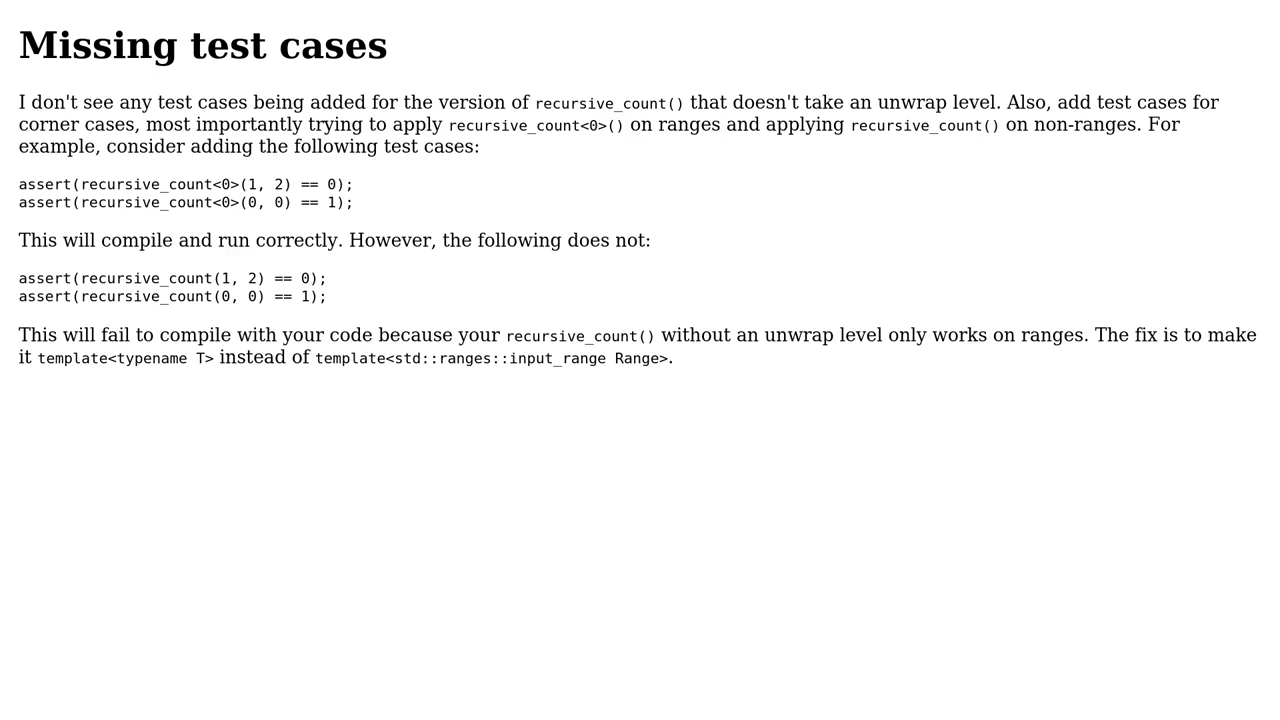 Missing test cases
I don't see any test cases being added for the version of recursive_count() that doesn't take an unwrap level. Also, add test cases for
corner cases, most importantly trying to apply recursive_count<0>() on ranges and applying recursive_count() on non-ranges. For
example, consider adding the following test cases:
assert(recursive_count<0>(1, 2) == 0);
assert(recursive_count<0>(0, 0) == 1);
This will compile and run correctly. However, the following does not:
assert(recursive_count(1, 2) == 0);
assert(recursive_count(0, 0) == 1);
This will fail to compile with your code because your recursive_count() without an unwrap level only works on ranges. The fix is to make
it template<typename T> instead of template<std::ranges::input_range Range>.